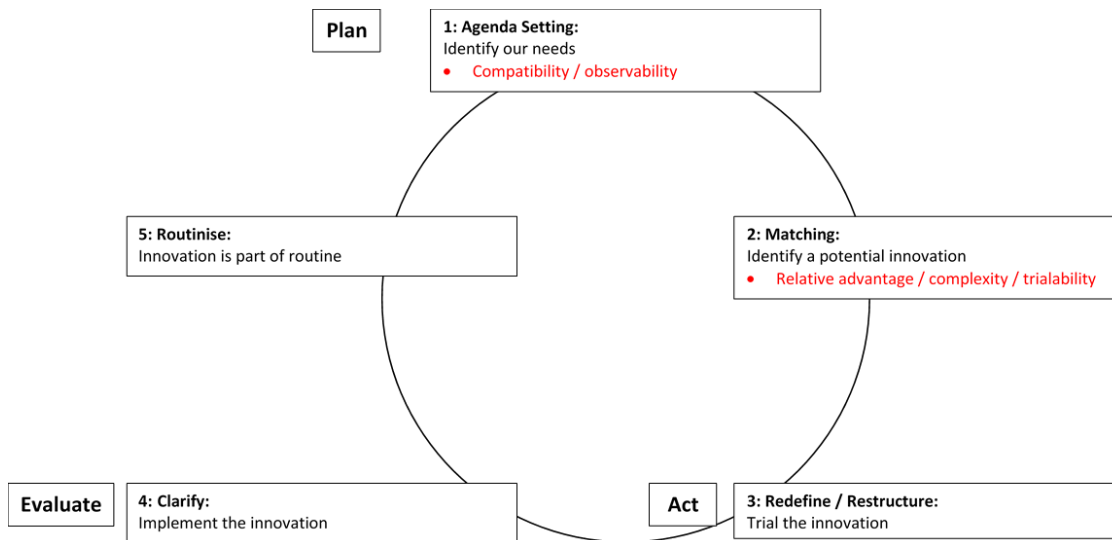 Plan
1: Agenda Setting:
Identify our needs
• Compatibility / observability
2: Matching:
Identify a potential innovation
• Relative advantage / complexity / trialability
Act
3: Redefine / Restructure:
Trial the innovation
Evaluate
4: Clarify:
Implement the innovation
5: Routinise:
Innovation is part of routine